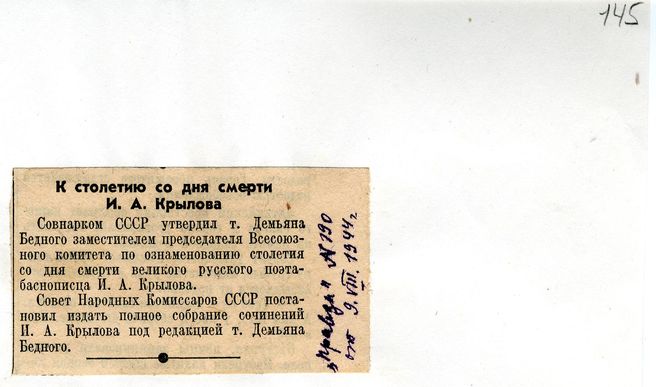 145
К столетию со дня смерти
И. А. Крылова
Совнарком СССР утвердил т. Демьяна
Бедного заместителем председателя Всесоюз-
ного комитета по ознаменованию столетия
со дня смерти великого русского поэта-
баснописца И. А. Крылова.
Совет Народных Комиссаров СССР поста-
новил издать полное собрание сочинений
И. А. Крылова под редакцией т. Демьяна
Бедного.
„Правда" №190
от 9.VIII.1944г